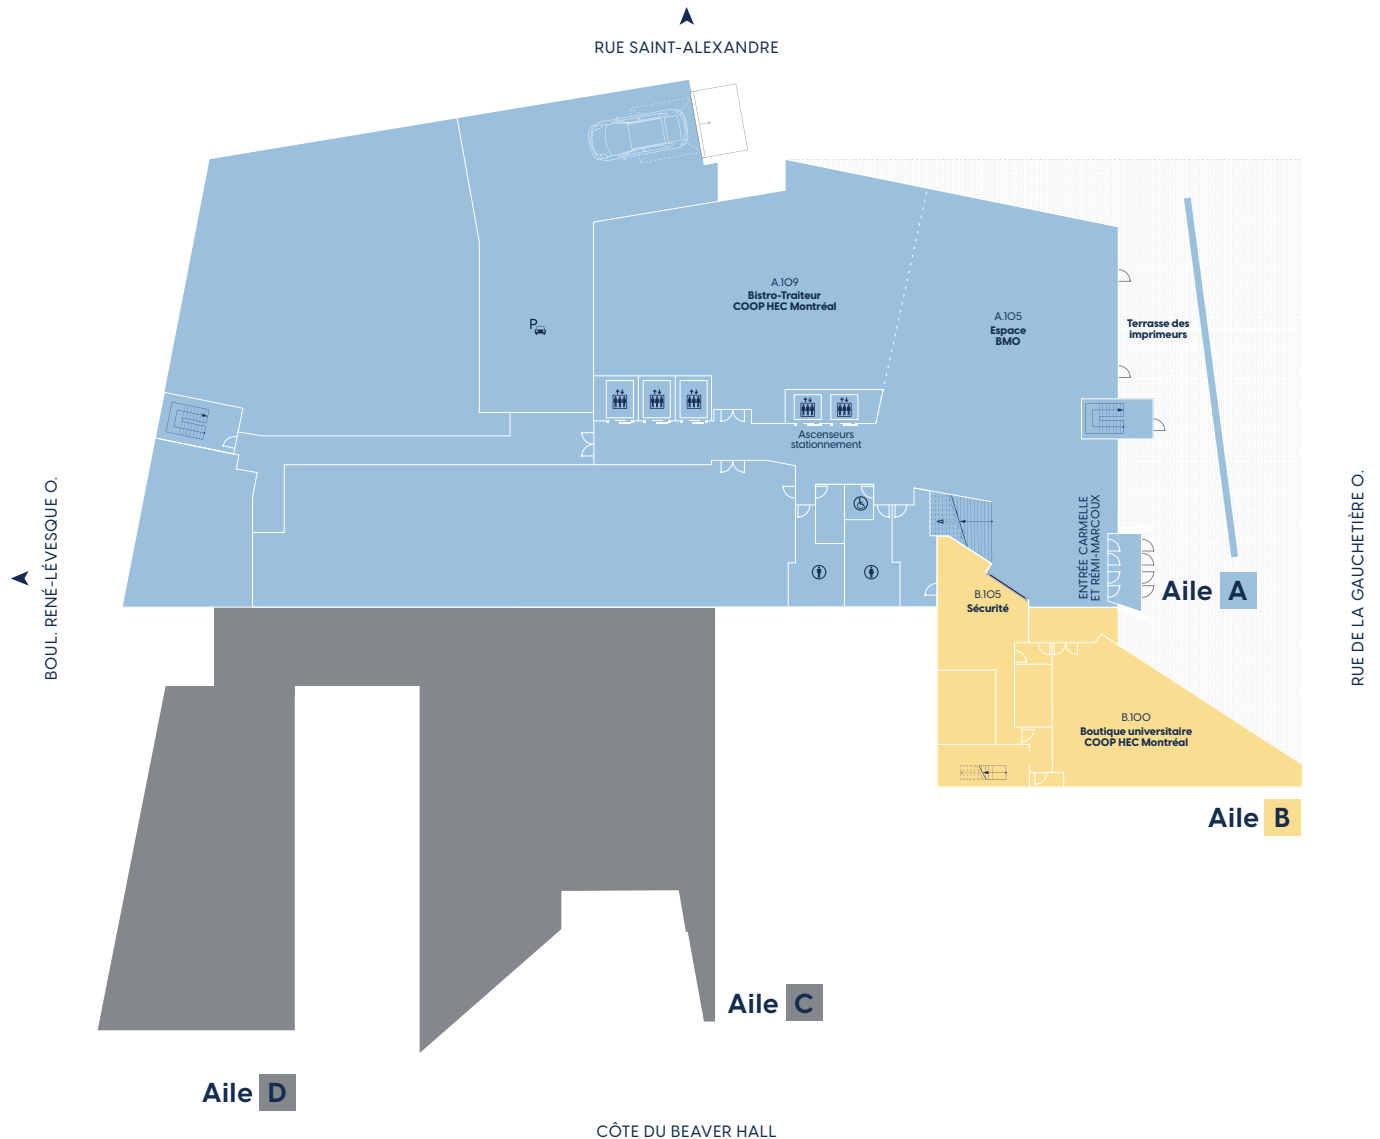 RUE SAINT-ALEXANDRE
A.109
Bistro-Traiteur
COOP HEC Montréal
A.105
Espace
BMO
Terrasse des
imprimeurs
P
Ascenseurs
stationnement
BOUL. RENÉ-LÉVESQUE O.
RUE DE LA GAUCHETIÈRE O.
ENTRÉE CARMELLE
ET RÉMI-MARCOUX
Aile A
B.105
Sécurité
B.100
Boutique universitaire
COOP HEC Montréal
Aile B
Aile C
Aile D
CÔTE DU BEAVER HALL